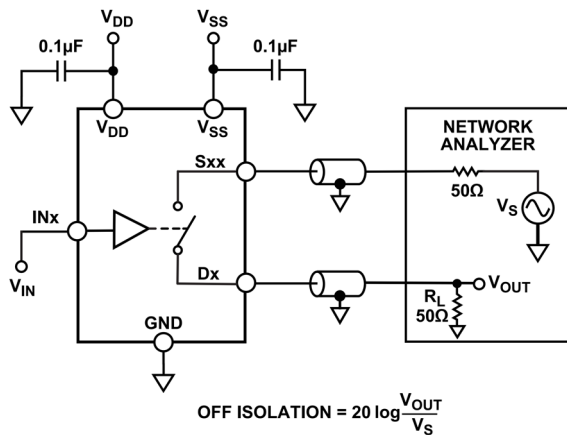 VDD
VSS
0.1µF
0.1µF
VDD
VSS
NETWORK
ANALYZER
Sxx
50Ω
VS
INx
VIN
Dx
VOUT
RL
50Ω
GND
OFF ISOLATION = 20 log VOUT/VS